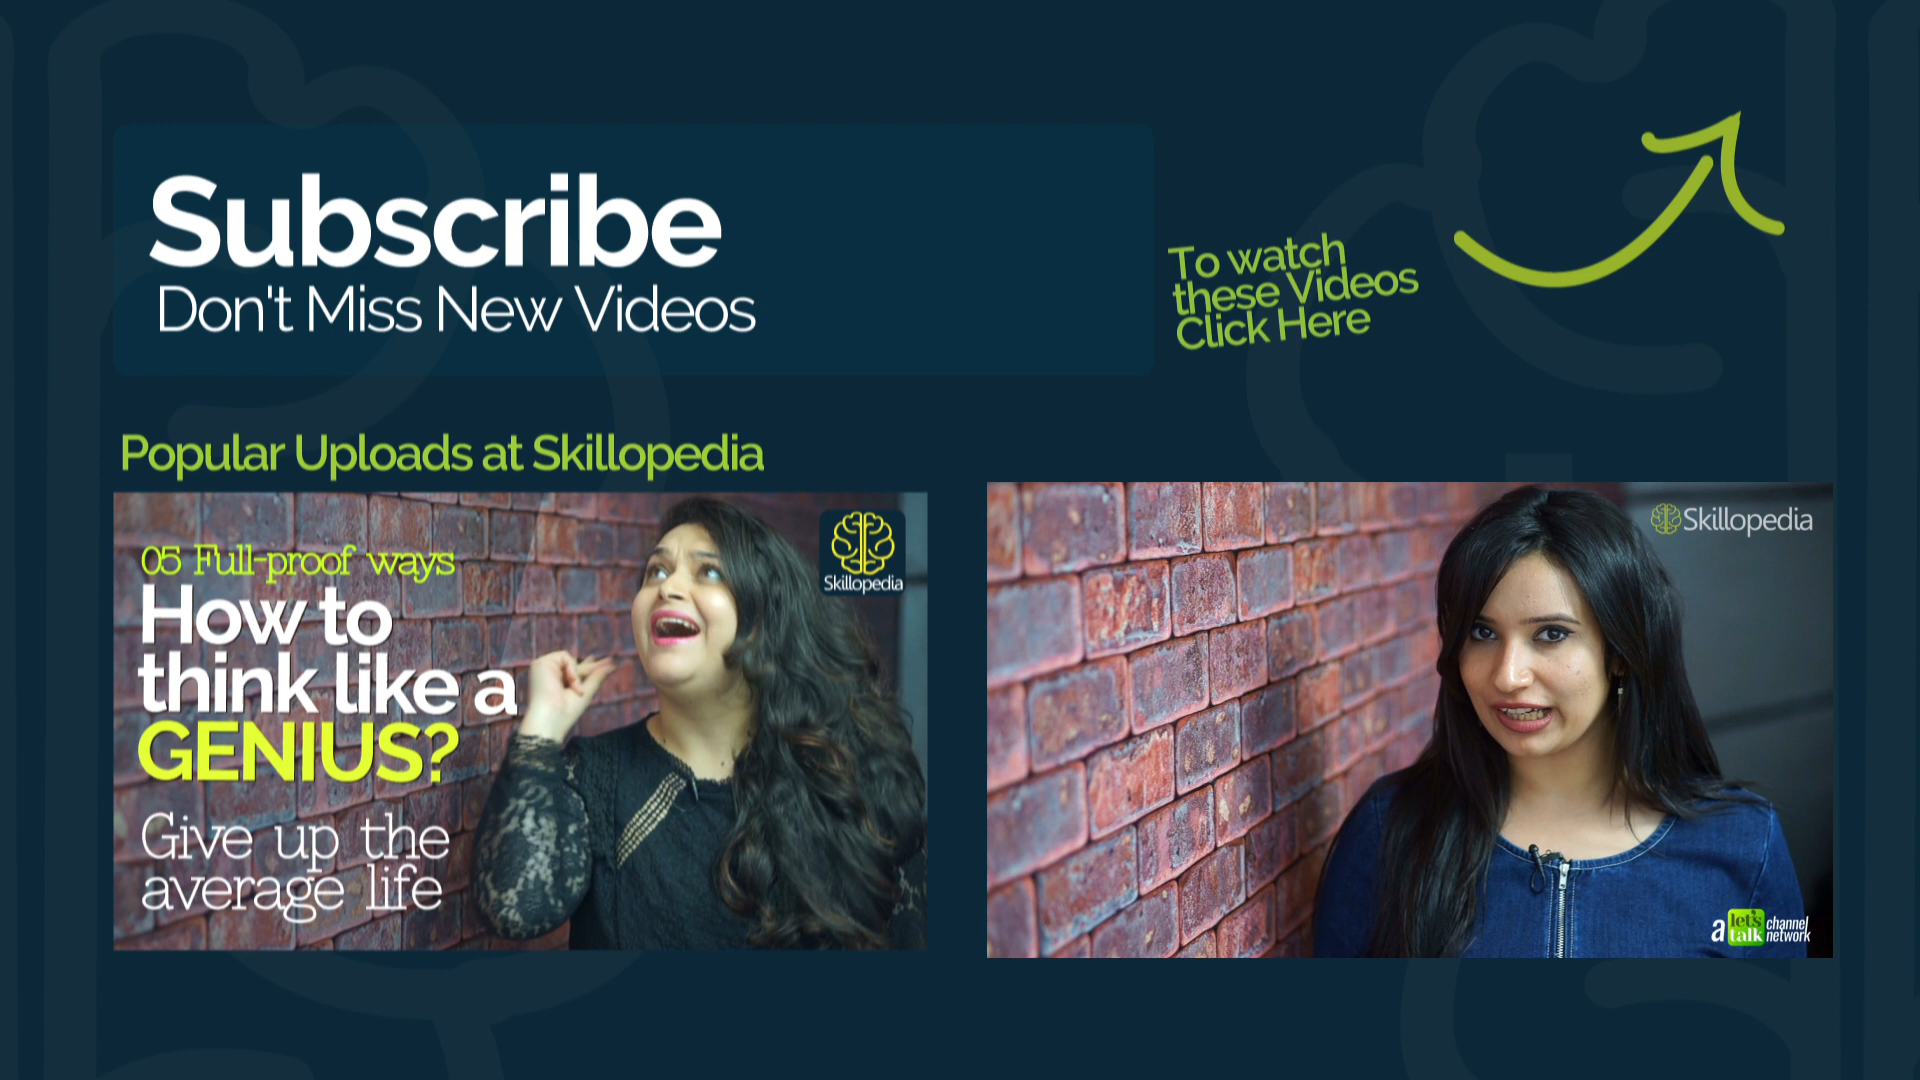 Subscribe
Don't Miss New Videos
To watch
these Videos
Click Here
Popular Uploads at Skillopedia
05 Full-proof ways
How to
think like a
GENIUS?
Give up the
average life
Skillopedia
Skillopedia
a let's talk channel network